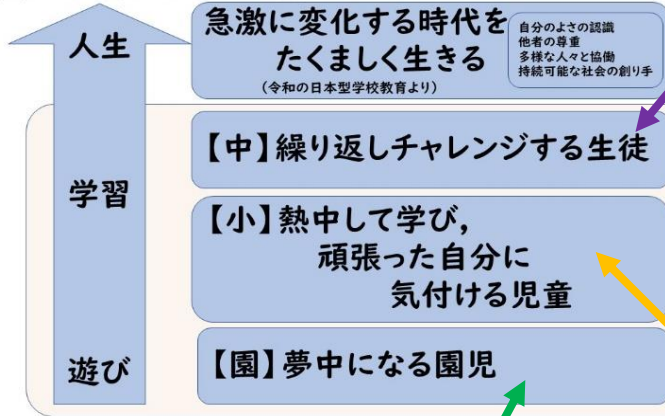 人生
急激に変化する時代を
たくましく生きる
(令和の日本型学校教育より)
自分のよさの認識
他者の尊重
多様な人々と協働
持続可能な社会の創り手
学習
【中】繰り返しチャレンジする生徒
【小】熱中して学び,
頑張った自分に
気付ける児童
遊び
【園】夢中になる園児